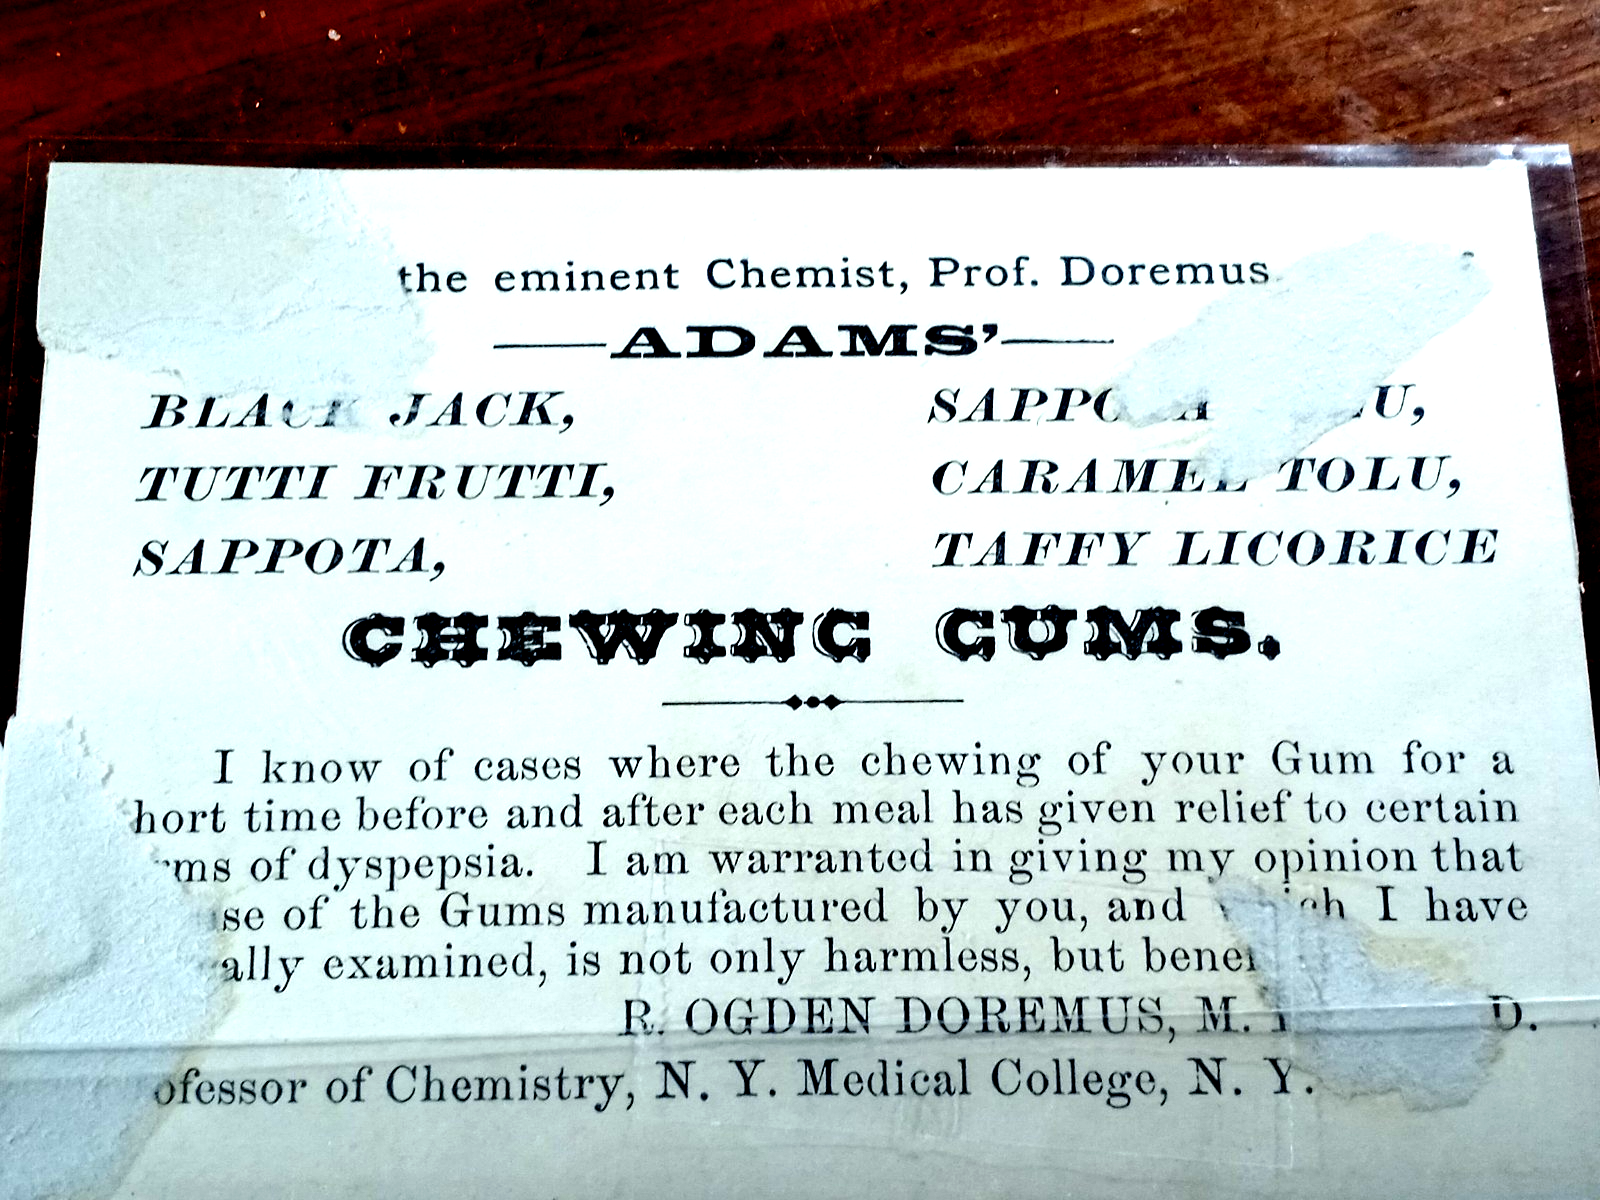 the eminent Chemist, Prof. Doremus
ADAMS'
BLACK JACK,
TUTTI FRUTTI,
SAPPOTA,
CARAMEL TOLU,
TAFFY LICORICE
CHEWING GUMS.
I know of cases where the chewing of your Gum for a
hort time before and after each meal has given relief to certain
ms of dyspepsia. I am warranted in giving my opinion that
se of the Gums manufactured by you, and which I have
ally examined, is not only harmless, but bene
R. OGDEN DOREMUS, M. D.
ofessor of Chemistry, N. Y. Medical College, N. Y.